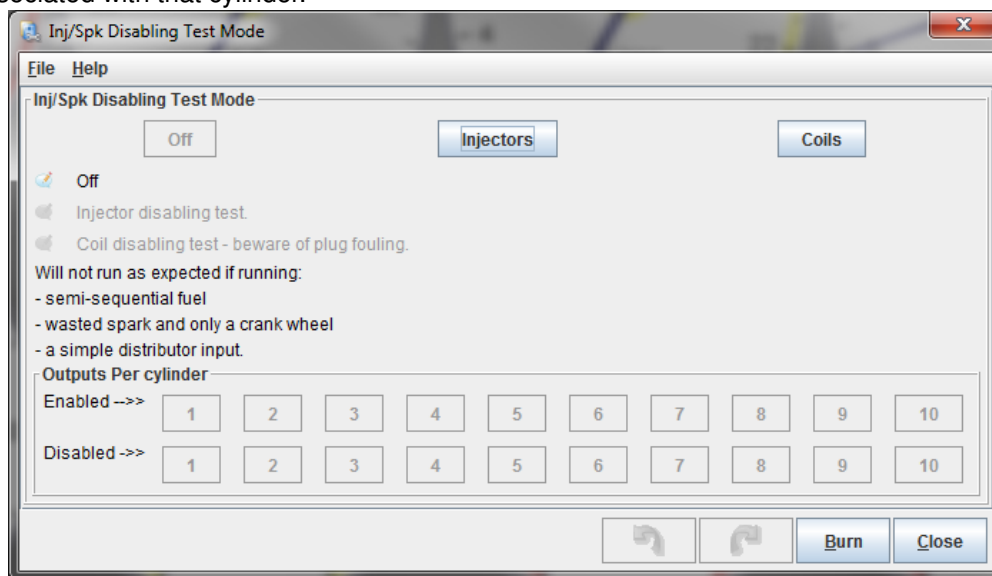 that cylinder.
Inj/Spk Disabling Test Mode
File Help
Inj/Spk Disabling Test Mode
Off Injectors Coils
Off
Injector disabling test.
Coil disabling test - beware of plug fouling.
Will not run as expected if running:
- semi-sequential fuel
- wasted spark and only a crank wheel
- a simple distributor input.
Outputs Per cylinder
Enabled -->> 1 2 3 4 5 6 7 8 9 10
Disabled ->> 1 2 3 4 5 6 7 8 9 10
Burn Close